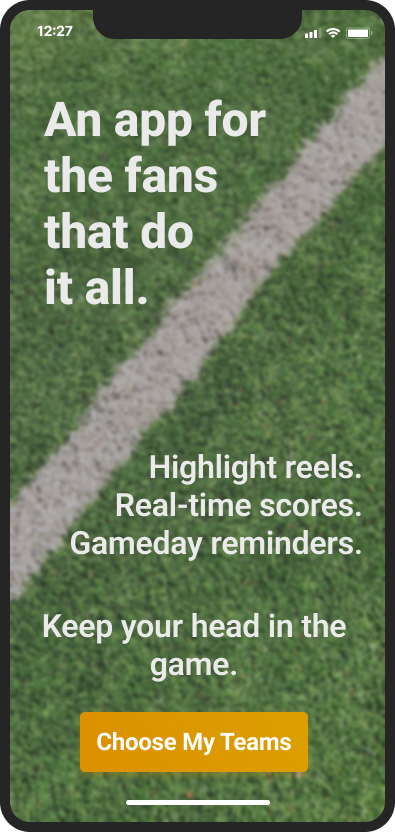 12:27
An app for
the fans
that do
it all.
Highlight reels.
Real-time scores.
Gameday reminders.
Keep your head in the
game.
Choose My Teams